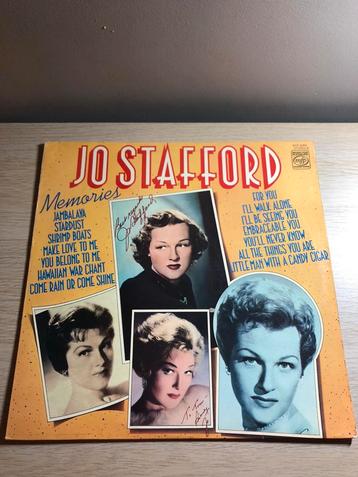 JO STAFFORD
mfp
Memories
JAMBALAYA
STARDUST
SHRIMP BOATS
MAKE LOVE TO ME
YOU BELONG TO ME
HAWAIIAN WAR CHANT
COME RAIN OR COME SHINE
FOR YOU
I'LL WALK ALONE
I'LL BE SEEING YOU
EMBRACEABLE YOU
YOU'LL NEVER KNOW
ALL THE THINGS YOU ARE
LITTLE MAN WITH A CANDY CIGAR